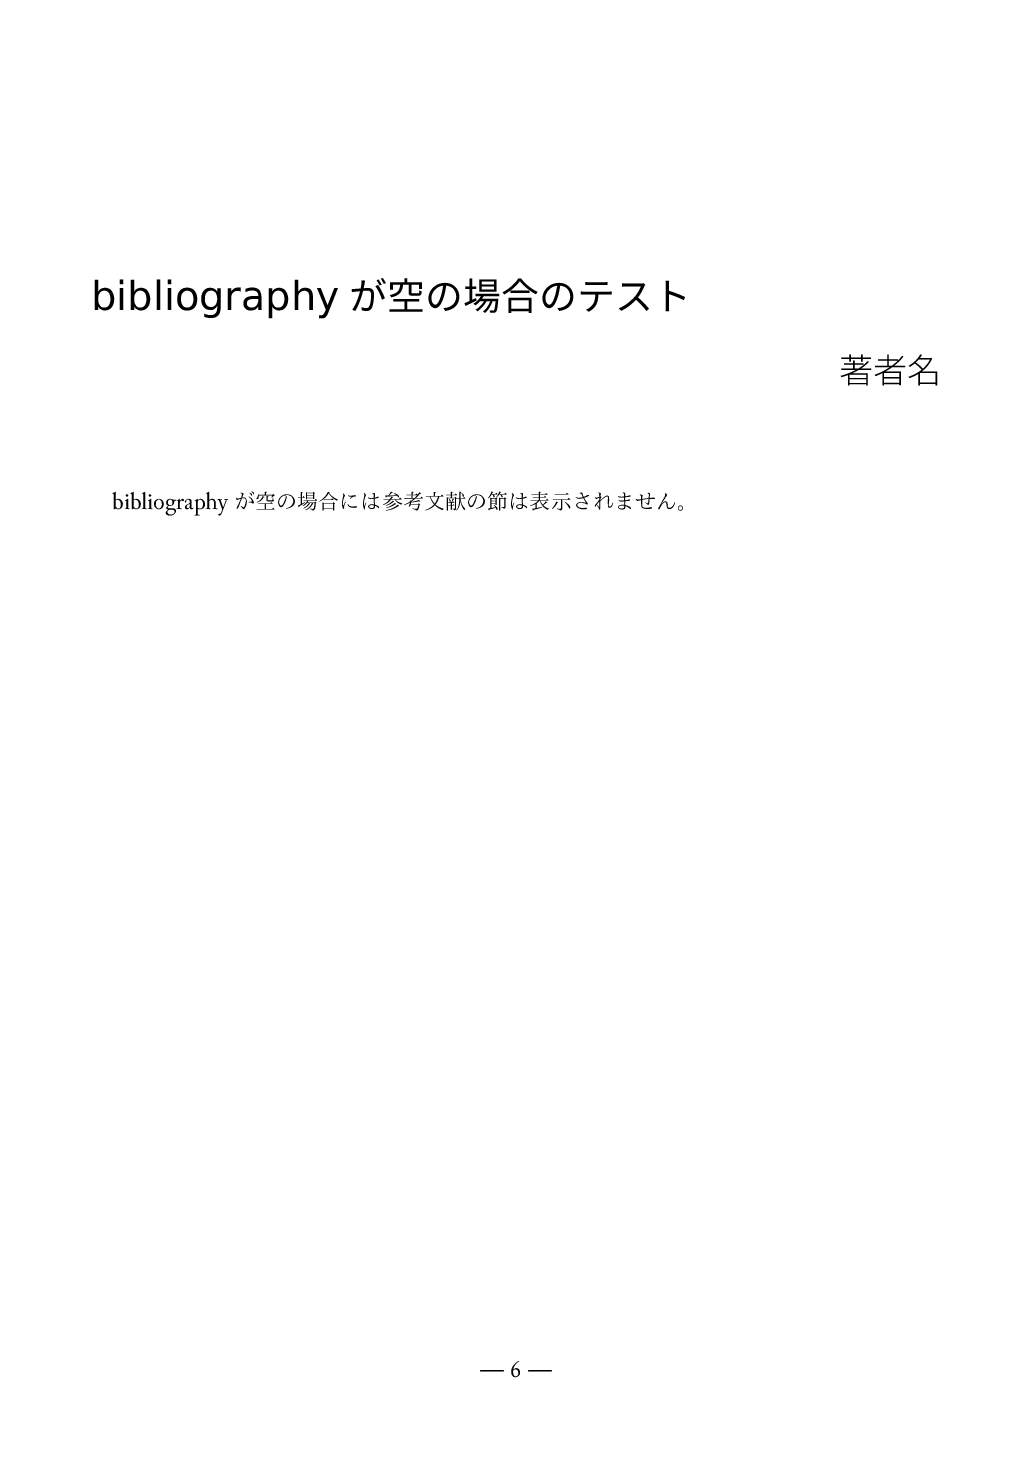 bibliography が空の場合のテスト
著者名
bibliography が空の場合には参考文献の節は表示されません。
— 6 —